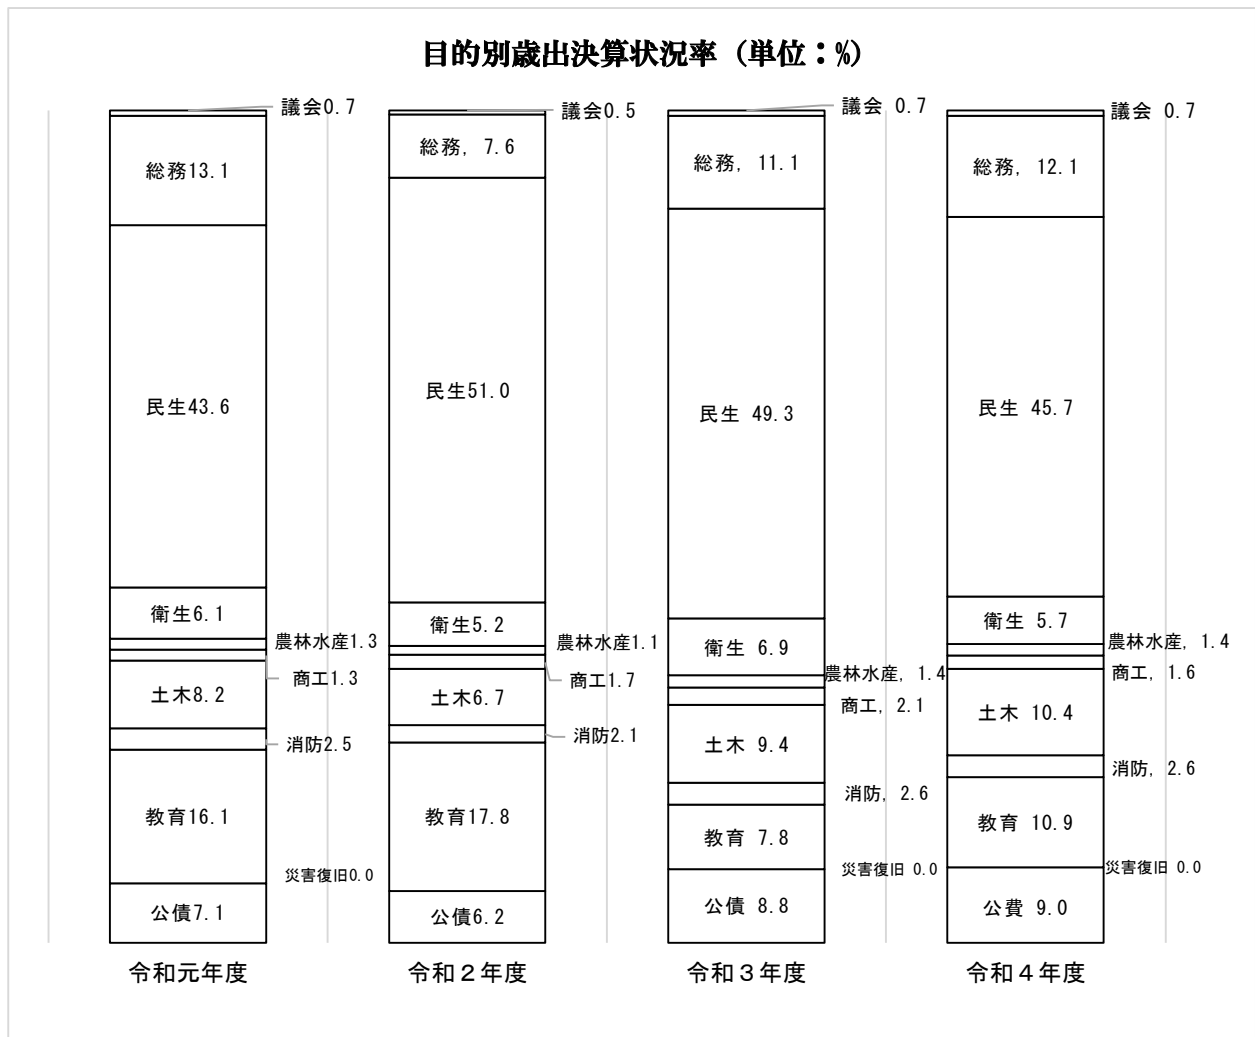 目的別歳出決算状況率（単位：%）
議会0.7
総務13.1
民生43.6
衛生6.1
農林水産1.3
商工1.3
土木8.2
消防2.5
教育16.1
災害復旧0.0
公債7.1
令和元年度
議会0.5
総務, 7.6
民生51.0
衛生5.2
農林水産1.1
商工1.7
土木6.7
消防2.1
教育17.8
公債6.2
令和２年度
議会 0.7
総務, 11.1
民生 49.3
衛生 6.9
農林水産, 1.4
商工, 2.1
土木 9.4
消防, 2.6
教育 7.8
災害復旧 0.0
公債 8.8
令和３年度
議会 0.7
総務, 12.1
民生 45.7
衛生 5.7
農林水産, 1.4
商工, 1.6
土木 10.4
消防, 2.6
教育 10.9
災害復旧 0.0
公費 9.0
令和４年度